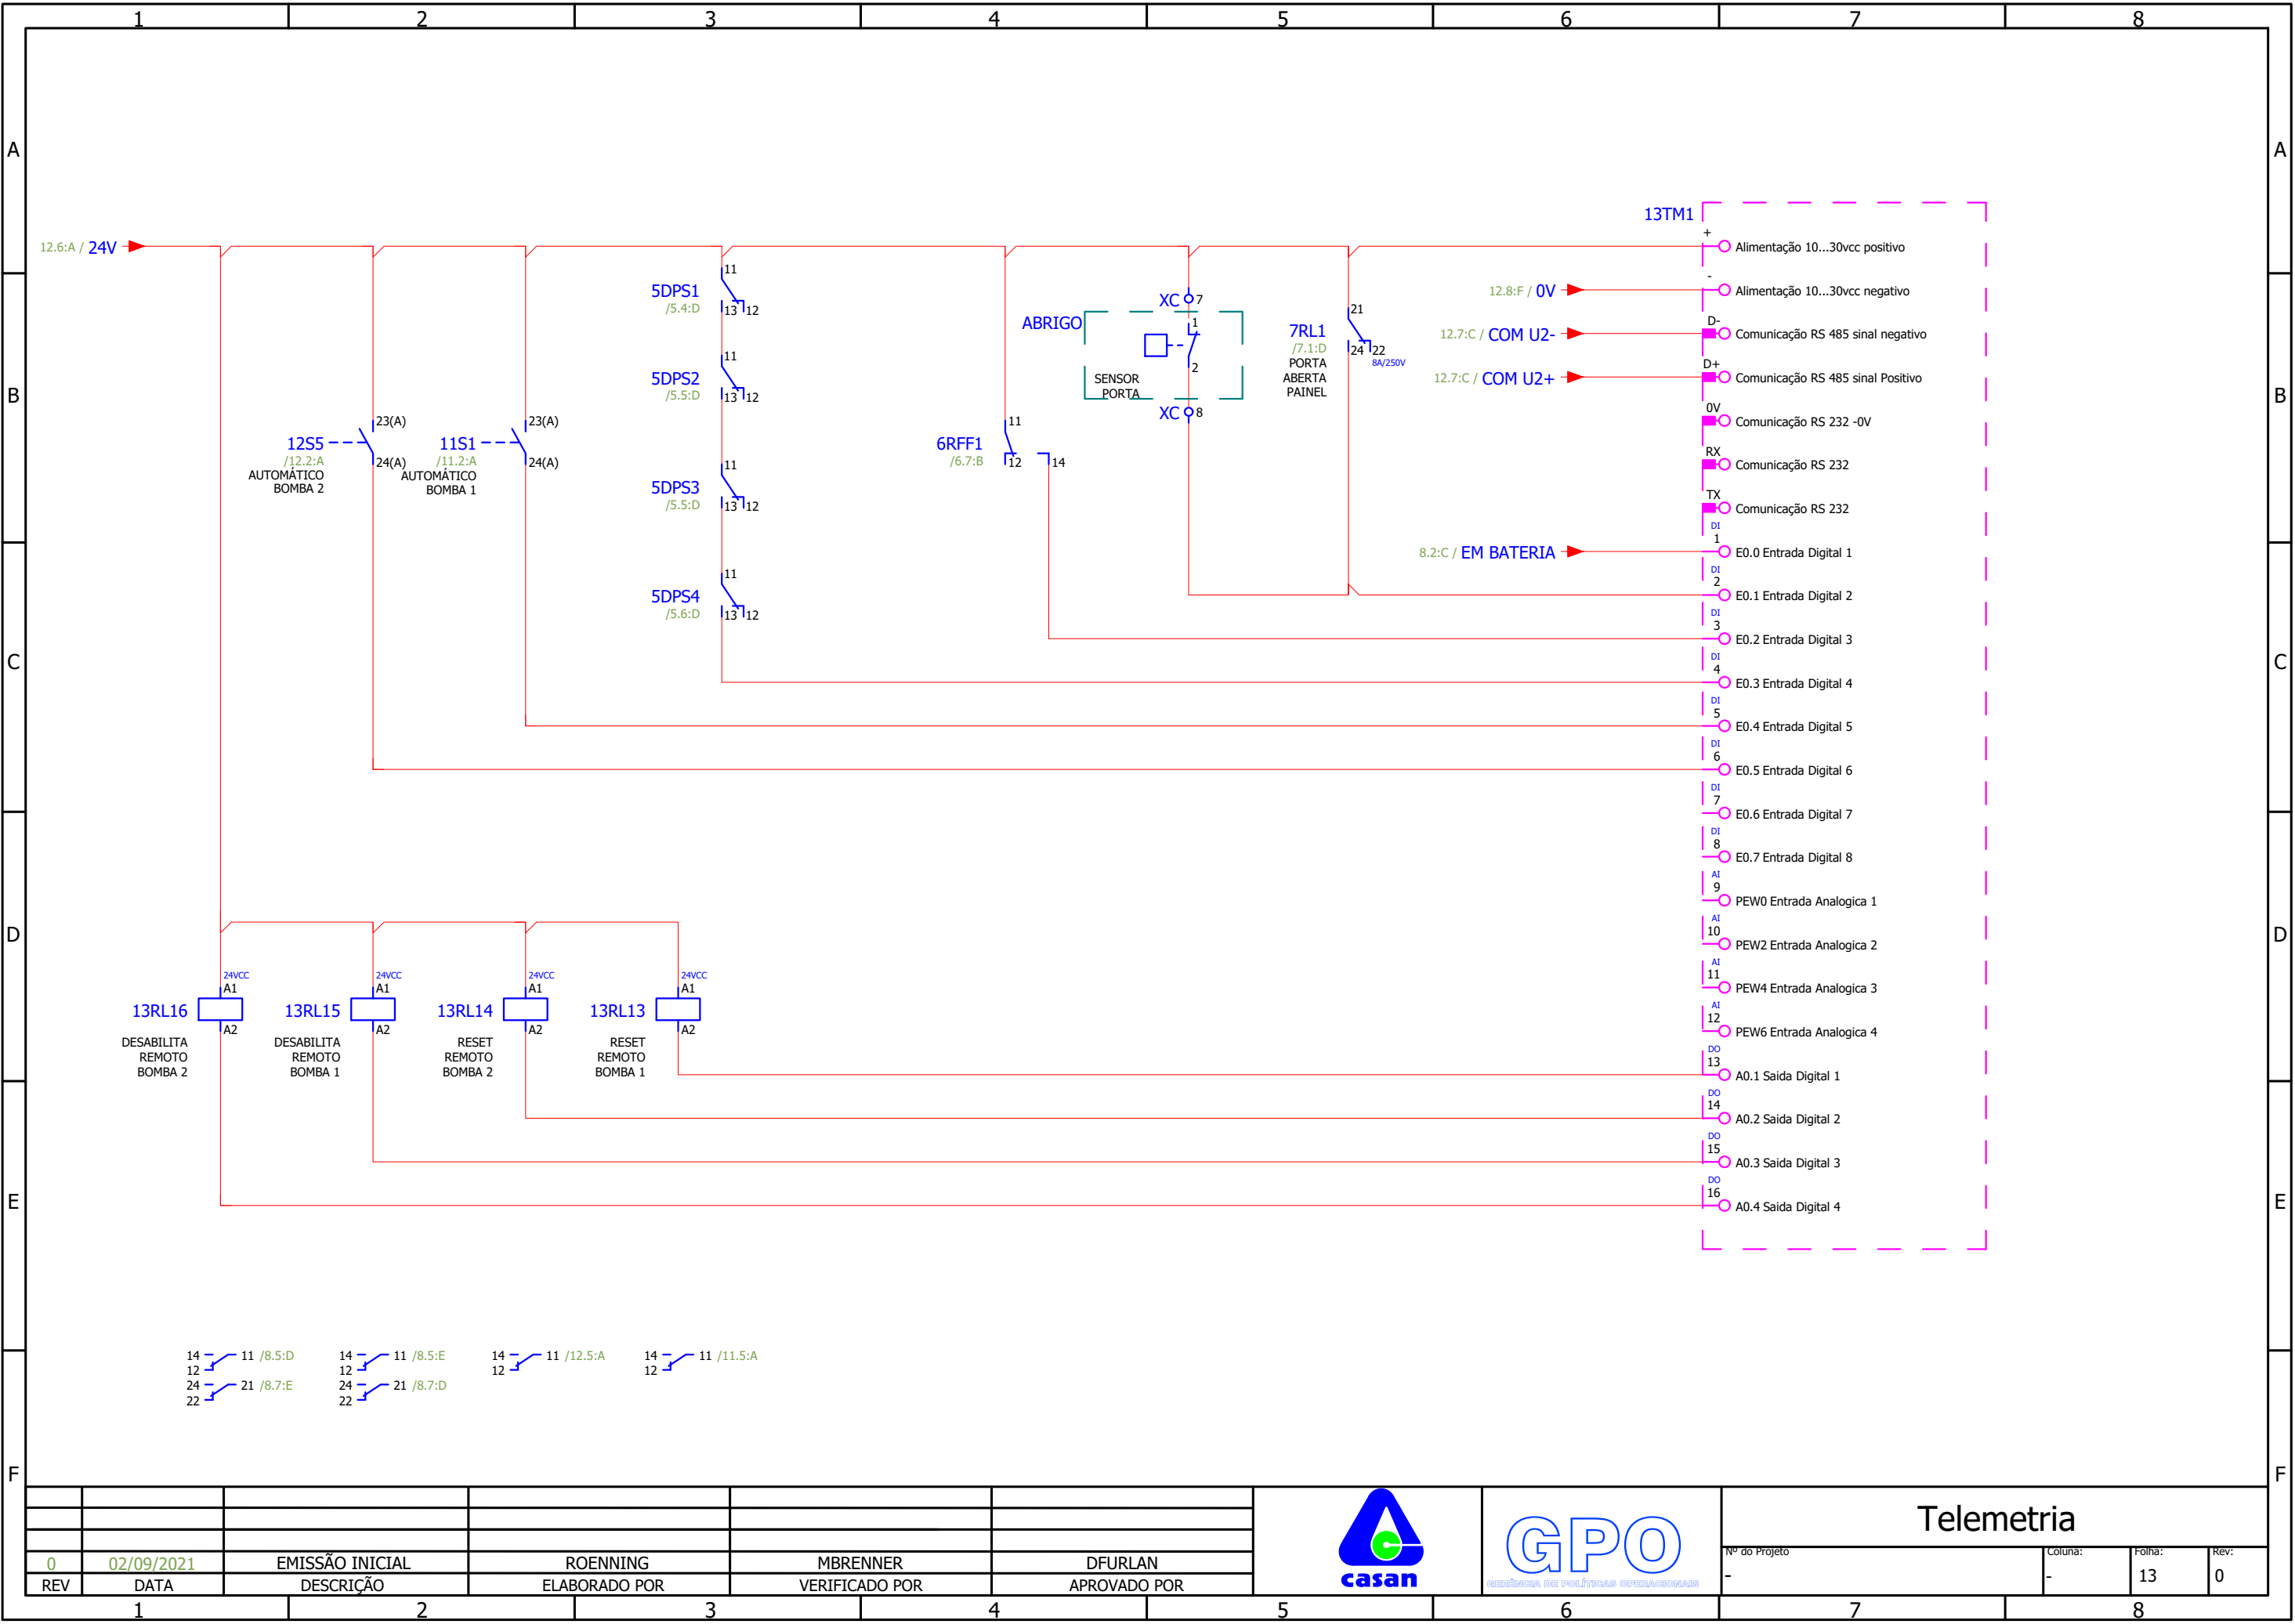 1 2 3 4 5 6 7 8
A A
13TM1
+
12.6:A / 24V
Alimentação 10...30vcc positivo
-
12.8:F / 0V
Alimentação 10...30vcc negativo
D-
12.7:C / COM U2-
Comunicação RS 485 sinal negativo
D+
12.7:C / COM U2+
Comunicação RS 485 sinal Positivo
0V
Comunicação RS 232 -0V
RX
Comunicação RS 232
TX
Comunicação RS 232
B B
5DPS1
/5.4:D
11
13 12
5DPS2
/5.5:D
11
13 12
5DPS3
/5.5:D
11
13 12
5DPS4
/5.6:D
11
13 12
ABRIGO
XC 7
1
2
SENSOR
PORTA
XC 8
7RL1
/7.1:D
PORTA
ABERTA
PAINEL
21
24 22
8A/250V
12S5
/12.2:A
AUTOMÁTICO
BOMBA 2
23(A)
24(A)
11S1
/11.2:A
AUTOMÁTICO
BOMBA 1
23(A)
24(A)
6RFF1
/6.7:B
11
12 14
8.2:C / EM BATERIA
DI
1
E0.0 Entrada Digital 1
DI
2
E0.1 Entrada Digital 2
DI
3
E0.2 Entrada Digital 3
C C
DI
4
E0.3 Entrada Digital 4
DI
5
E0.4 Entrada Digital 5
DI
6
E0.5 Entrada Digital 6
DI
7
E0.6 Entrada Digital 7
DI
8
E0.7 Entrada Digital 8
AI
9
PEW0 Entrada Analogica 1
D D
AI
10
PEW2 Entrada Analogica 2
AI
11
PEW4 Entrada Analogica 3
AI
12
PEW6 Entrada Analogica 4
DO
13
A0.1 Saida Digital 1
DO
14
A0.2 Saida Digital 2
DO
15
A0.3 Saida Digital 3
DO
16
A0.4 Saida Digital 4
13RL16
24VCC
A1
A2
DESABILITA
REMOTO
BOMBA 2
13RL15
24VCC
A1
A2
DESABILITA
REMOTO
BOMBA 1
13RL14
24VCC
A1
A2
RESET
REMOTO
BOMBA 2
13RL13
24VCC
A1
A2
RESET
REMOTO
BOMBA 1
E E
14 11 /8.5:D
12
24 21 /8.7:E
22
14 11 /8.5:E
12
24 21 /8.7:D
22
14 11 /12.5:A
12
14 11 /11.5:A
12
F F
0 02/09/2021 EMISSÃO INICIAL ROENNING MBRENNER DFURLAN
REV DATA DESCRIÇÃO ELABORADO POR VERIFICADO POR APROVADO POR
casan
GPO
GERÊNCIA DE POLÍTICAS OPERACIONAIS
Telemetria
Nº do Projeto Coluna: Folha: Rev:
- - 13 0
1 2 3 4 5 6 7 8